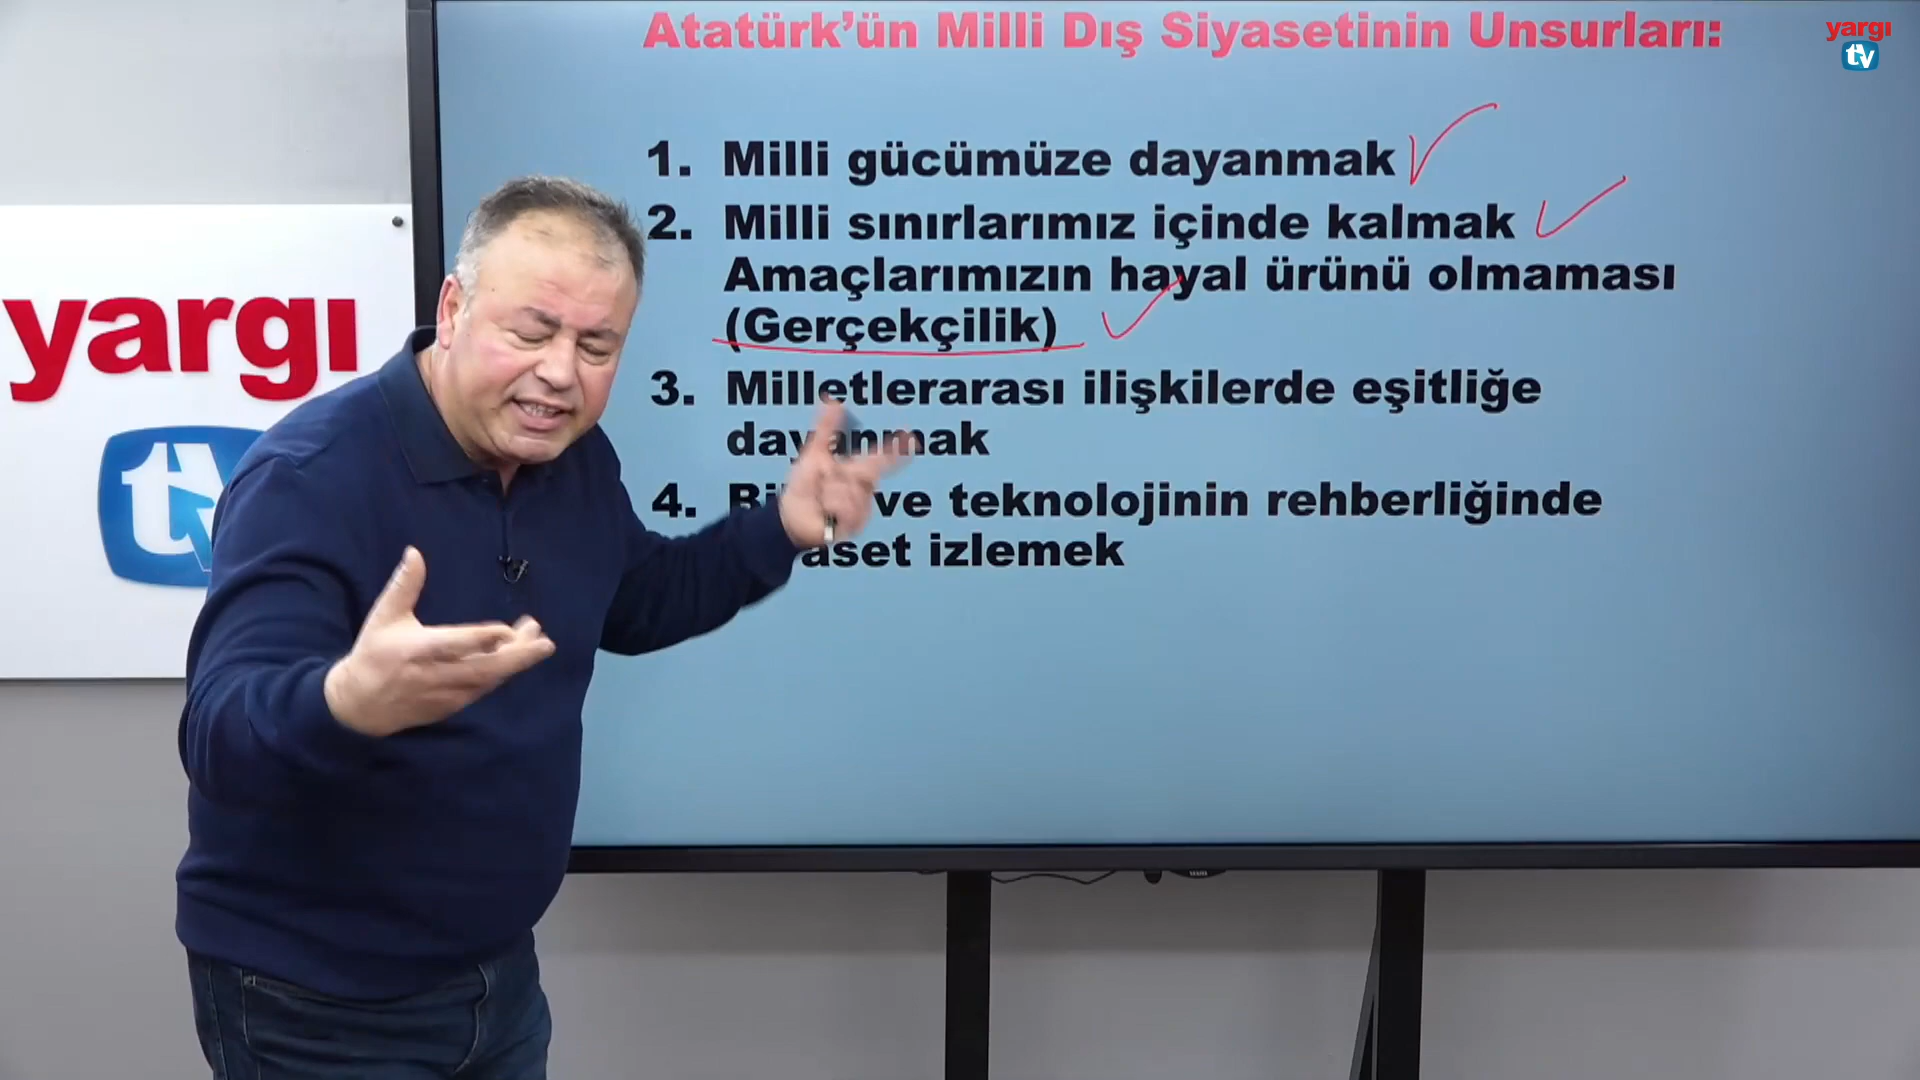 Atatürk’ün Milli Dış Siyasetinin Unsurları:
yargı
tv
1. Milli gücümüze dayanmak
2. Milli sınırlarımız içinde kalmak
Amaçlarımızın hayal ürünü olmaması
(Gerçekçilik)
3. Milletlerarası ilişkilerde eşitliğe
dayanmak
4. ve teknolojinin rehberliğinde
izlemek
yargı
tv